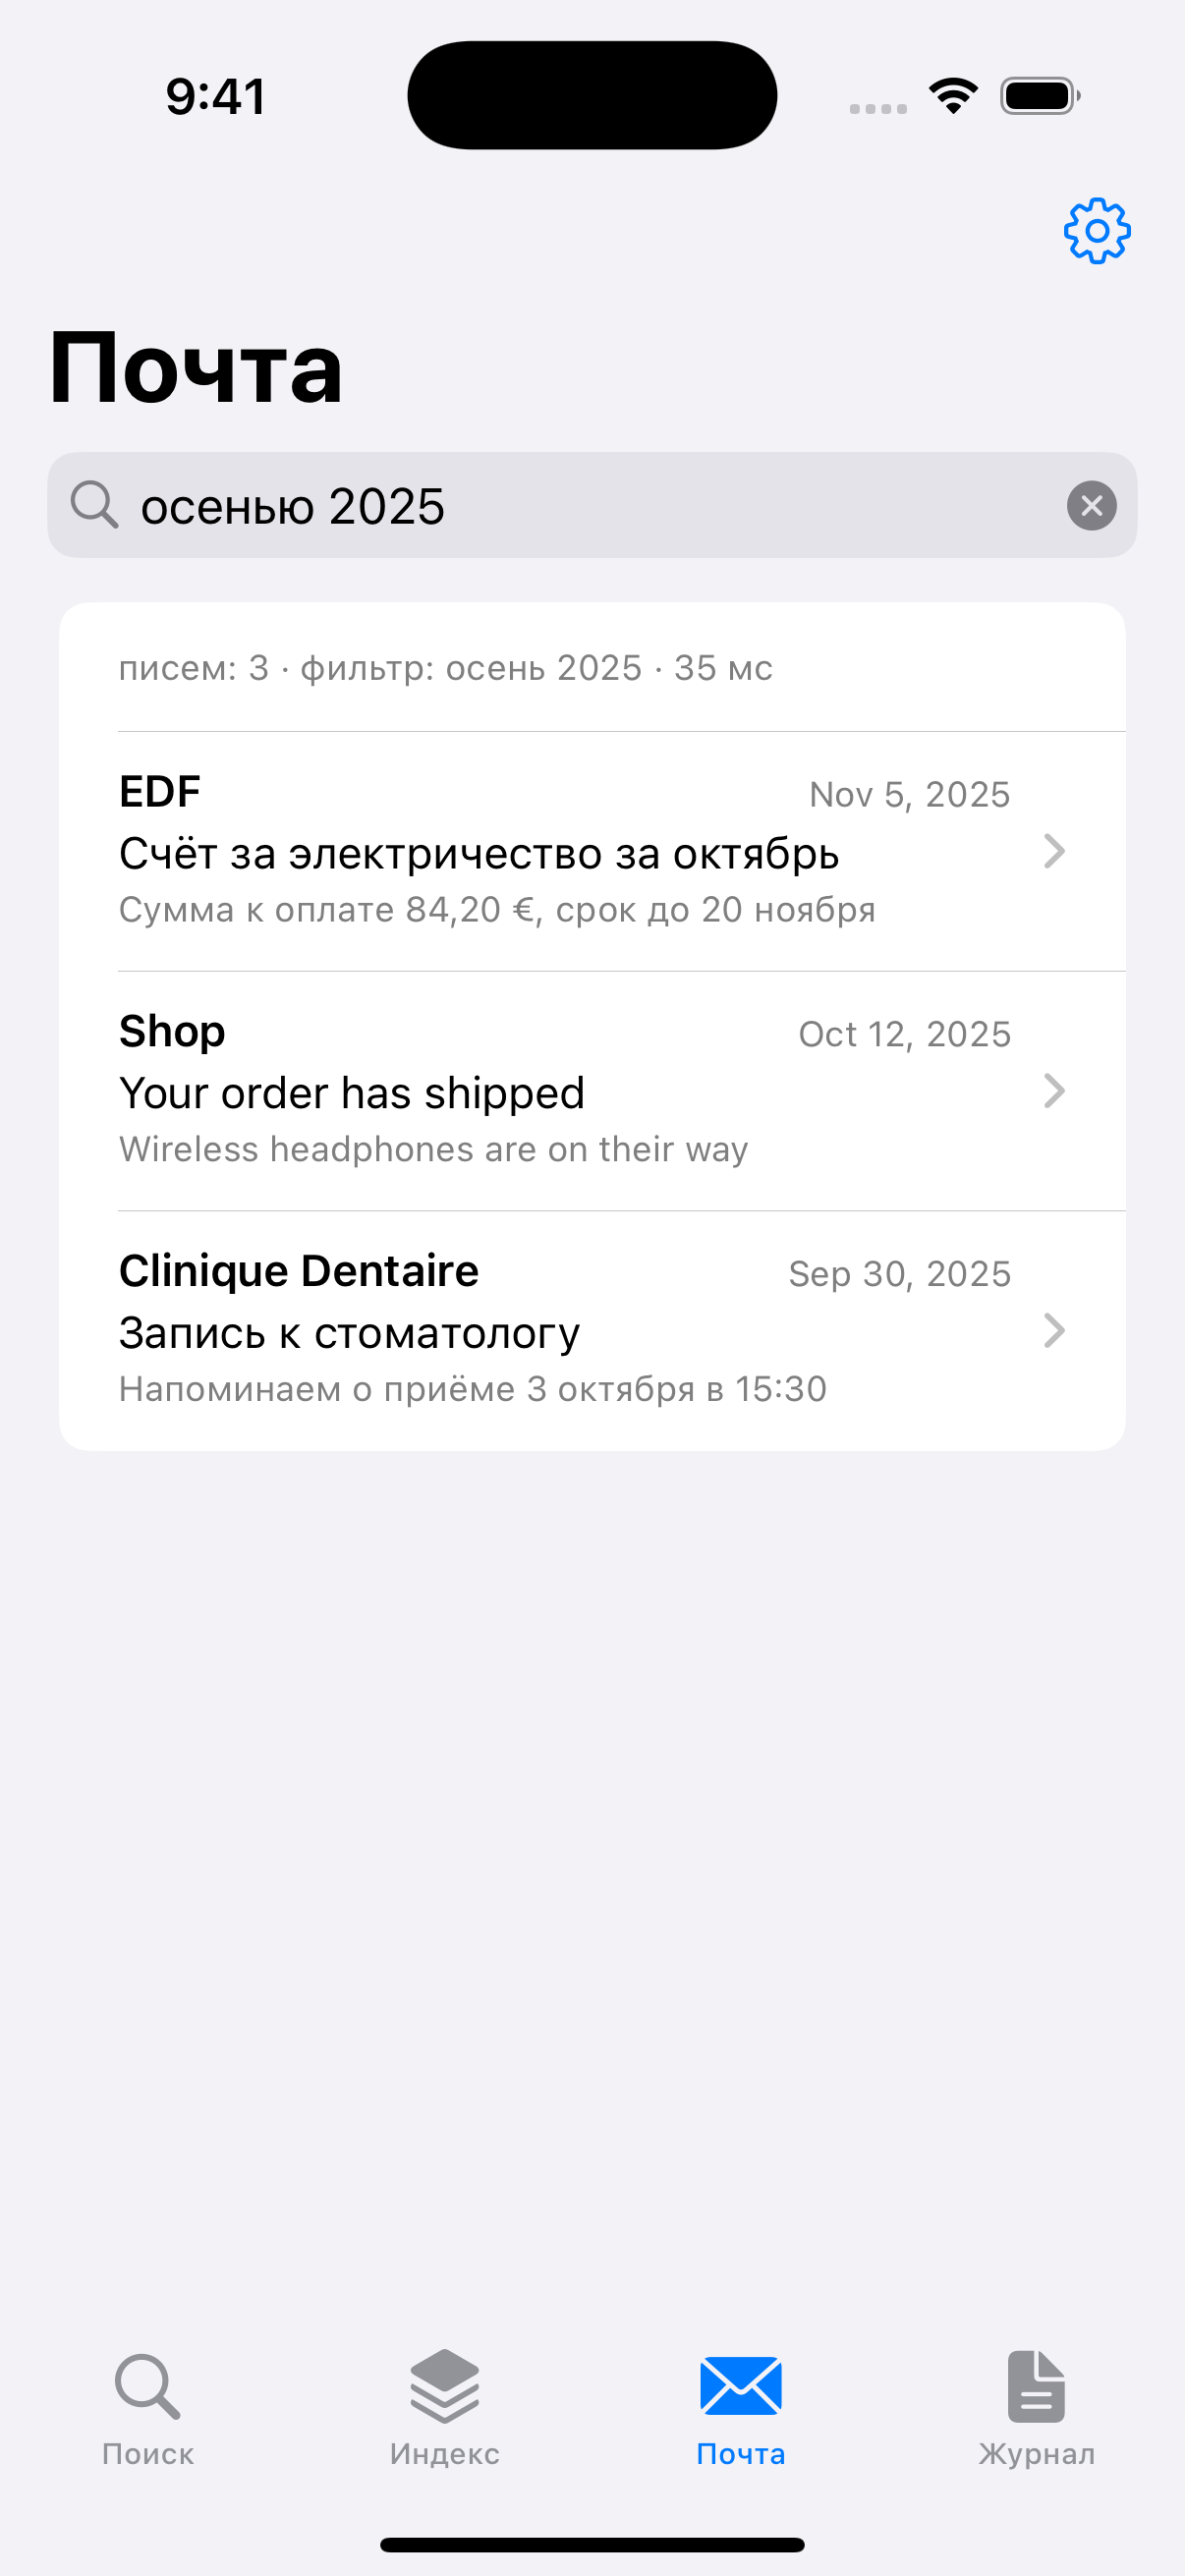 9:41
Почта
осенью 2025
писем: 3 · фильтр: осень 2025 · 35 мс
EDF
Nov 5, 2025
Счёт за электричество за октябрь
Сумма к оплате 84,20 €, срок до 20 ноября
Shop
Oct 12, 2025
Your order has shipped
Wireless headphones are on their way
Clinique Dentaire
Sep 30, 2025
Запись к стоматологу
Напоминаем о приёме 3 октября в 15:30
Поиск
Индекс
Почта
Журнал